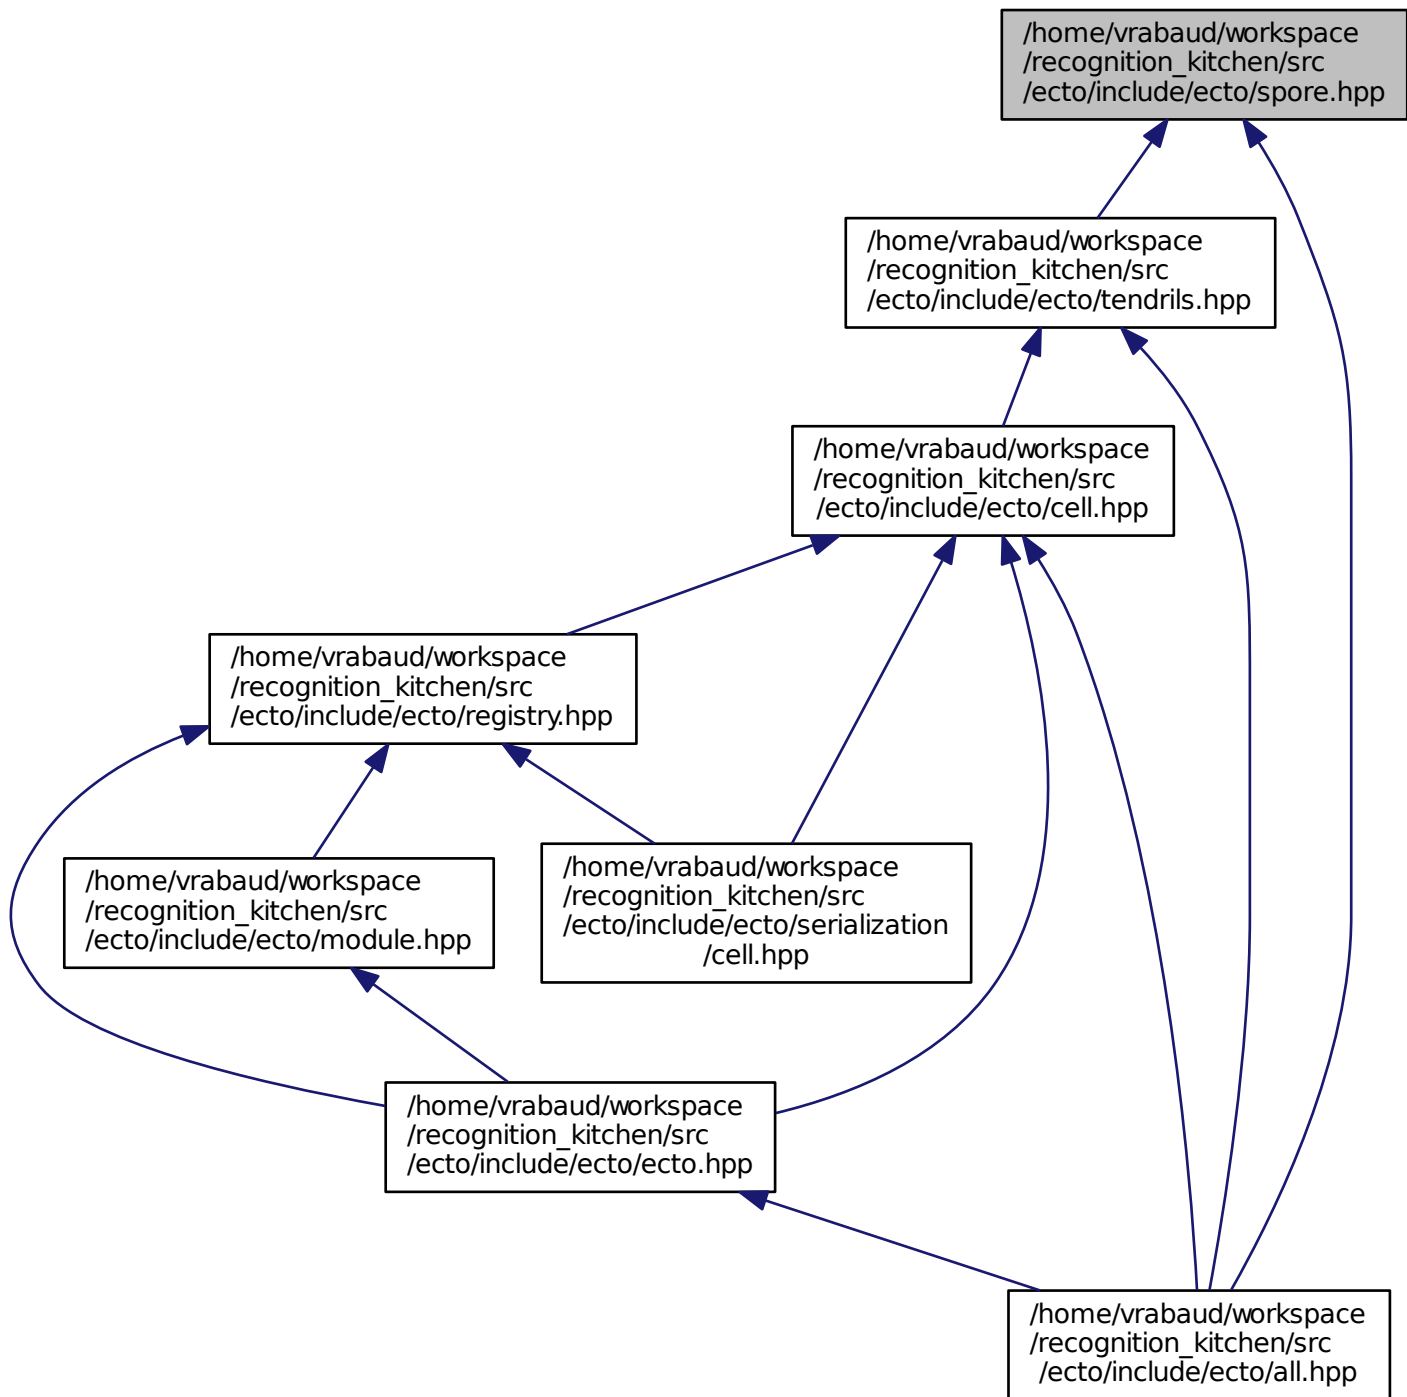 /home/vrabaud/workspace
/recognition_kitchen/src
/ecto/include/ecto/spore.hpp
/home/vrabaud/workspace
/recognition_kitchen/src
/ecto/include/ecto/tendrils.hpp
/home/vrabaud/workspace
/recognition_kitchen/src
/ecto/include/ecto/cell.hpp
/home/vrabaud/workspace
/recognition_kitchen/src
/ecto/include/ecto/registry.hpp
/home/vrabaud/workspace
/recognition_kitchen/src
/ecto/include/ecto/module.hpp
/home/vrabaud/workspace
/recognition_kitchen/src
/ecto/include/ecto/serialization
/cell.hpp
/home/vrabaud/workspace
/recognition_kitchen/src
/ecto/include/ecto/ecto.hpp
/home/vrabaud/workspace
/recognition_kitchen/src
/ecto/include/ecto/all.hpp